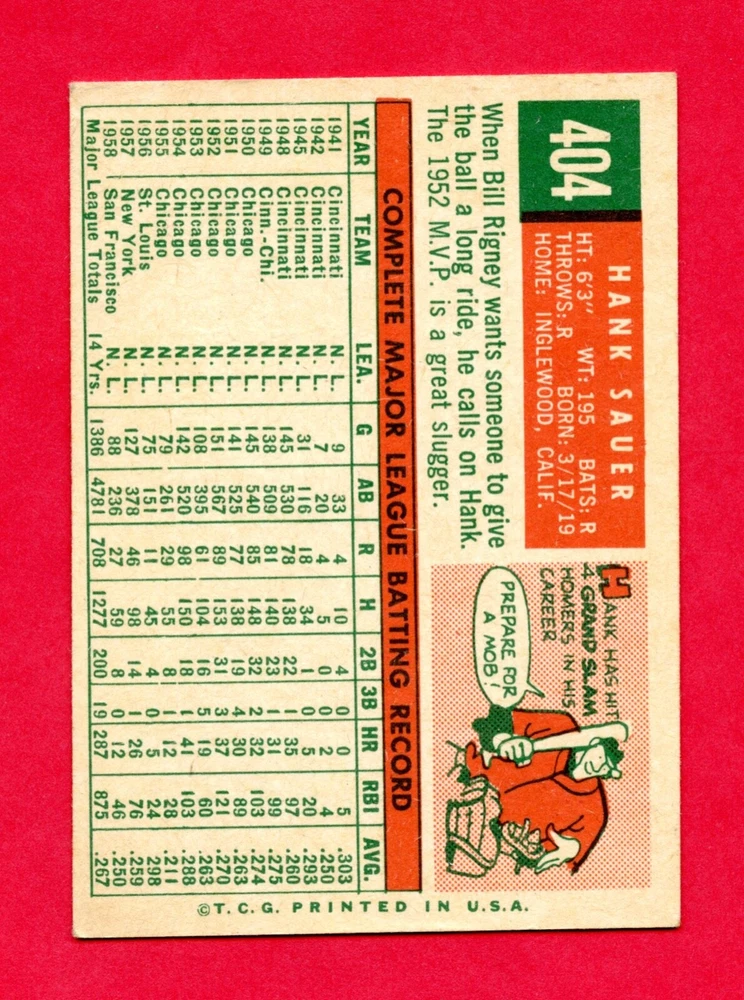 404
HANK SAUER
HT: 6'3" WT: 195 BATS: R
THROWS: R BORN: 3/17/19
HOME: INGLEWOOD, CALIF.
When Bill Rigney wants someone to give
the ball a long ride, he calls on Hank.
The 1952 M.V.P. is a great slugger.
HANK HAS HIT
4 GRAND SLAM
HOMERS IN HIS
CAREER
PREPARE FOR
A MOB!
COMPLETE MAJOR LEAGUE BATTING RECORD
YEAR TEAM LEA. G AB R H 2B 3B HR RBI AVG.
1941 Cincinnati N. L. 9 33 4 10 4 0 0 5 .303
1942 Cincinnati N. L. 7 20 4 5 0 0 2 4 .250
1945 Cincinnati N. L. 31 116 18 34 1 0 5 20 .293
1948 Cincinnati N. L. 145 530 78 138 22 1 35 97 .260
1949 Cinn.-Chi. N. L. 138 509 81 140 23 1 31 99 .275
1950 Chicago N. L. 145 540 85 148 32 2 32 103 .274
1951 Chicago N. L. 141 525 77 138 19 4 30 89 .263
1952 Chicago N. L. 151 567 89 153 31 3 37 121 .270
1953 Chicago N. L. 108 395 61 104 16 5 19 60 .263
1954 Chicago N. L. 142 520 98 150 18 1 41 103 .288
1955 Chicago N. L. 79 261 29 55 8 1 12 28 .211
1956 St. Louis N. L. 75 151 11 45 4 0 5 24 .298
1957 New York N. L. 127 378 46 98 14 1 26 76 .259
1958 San Francisco N. L. 88 236 27 59 8 0 12 46 .250
Major League Totals 14 Yrs. 1386 4781 708 1277 200 19 287 875 .267
©T.C.G. PRINTED IN U.S.A.